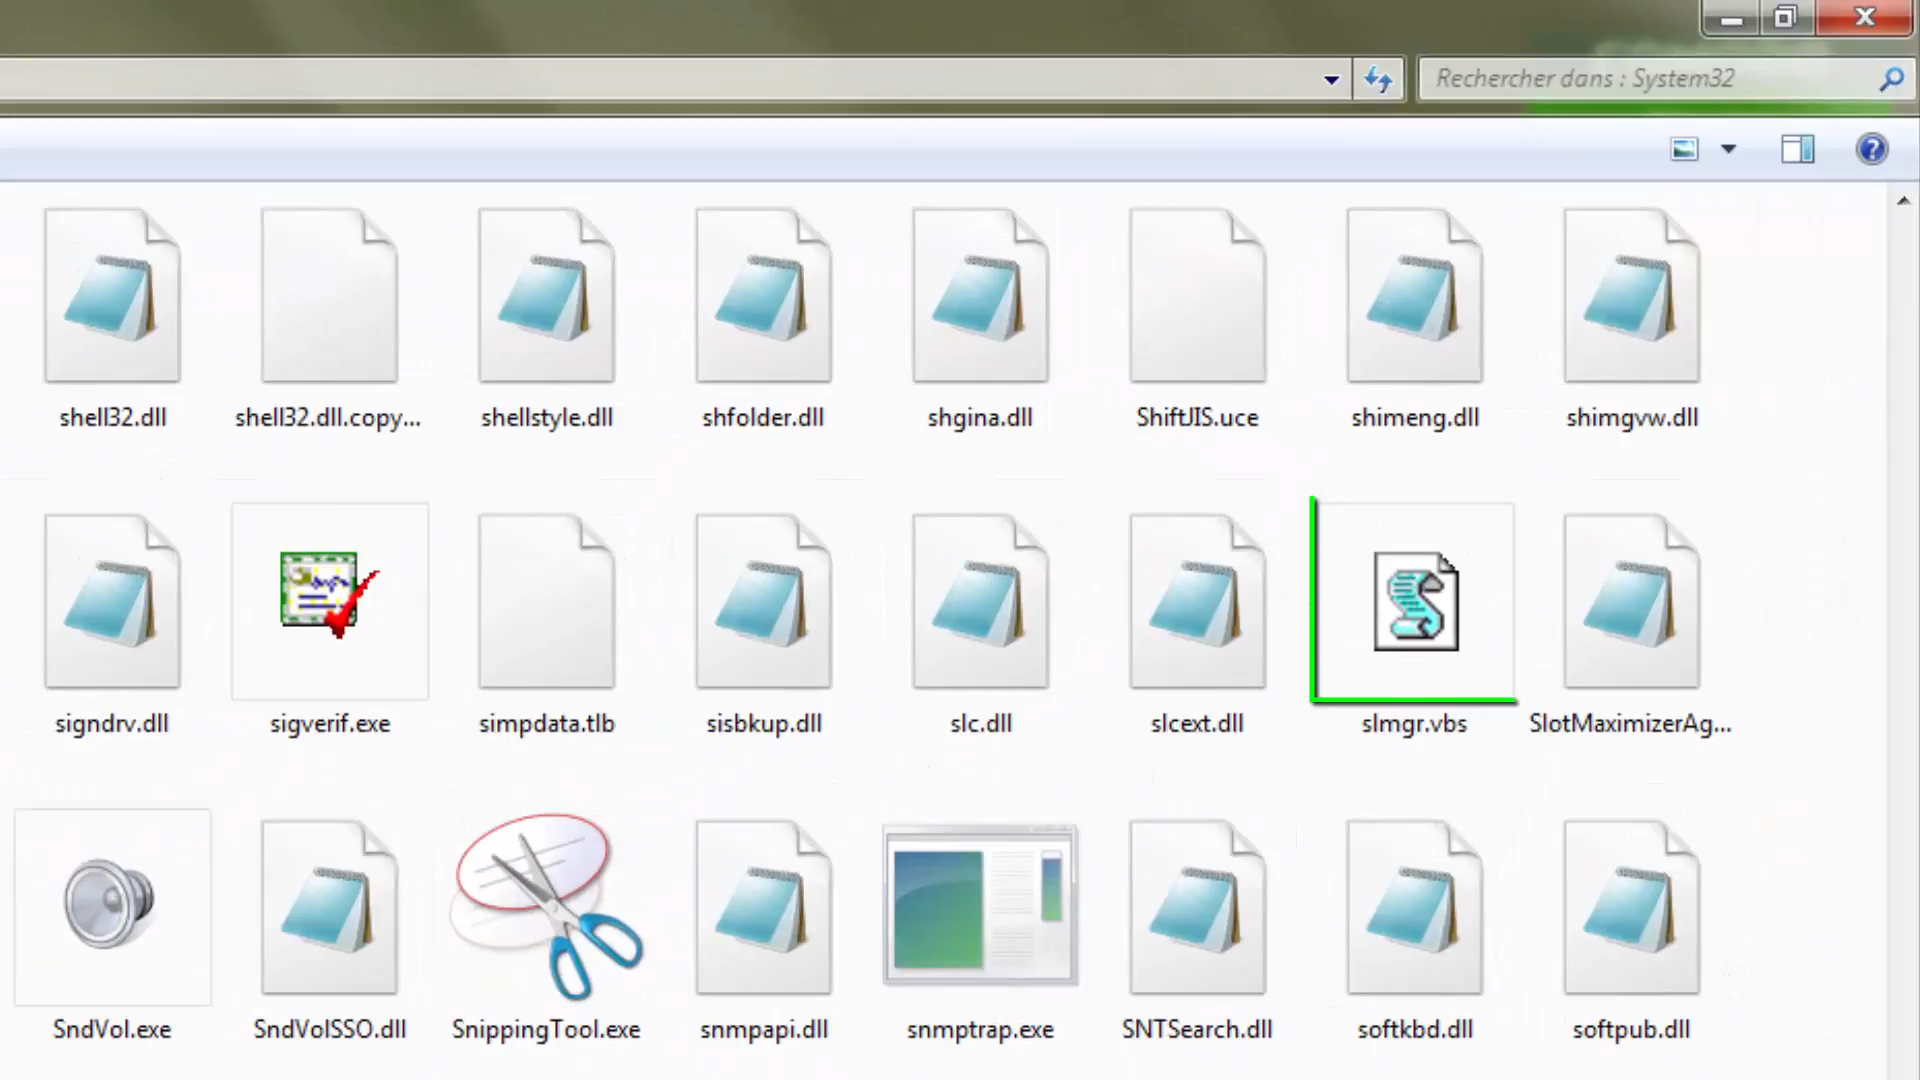 Rechercher dans : System32
shell32.dll
shell32.dll.copy...
shellstyle.dll
shfolder.dll
shgina.dll
ShiftJIS.uce
shimeng.dll
shimgvw.dll
signdrv.dll
sigverif.exe
simpdata.tlb
sisbkup.dll
slc.dll
slcext.dll
slmgr.vbs
SlotMaximizerAg...
SndVol.exe
SndVolSSO.dll
SnippingTool.exe
snmpapi.dll
snmptrap.exe
SNTSearch.dll
softkbd.dll
softpub.dll